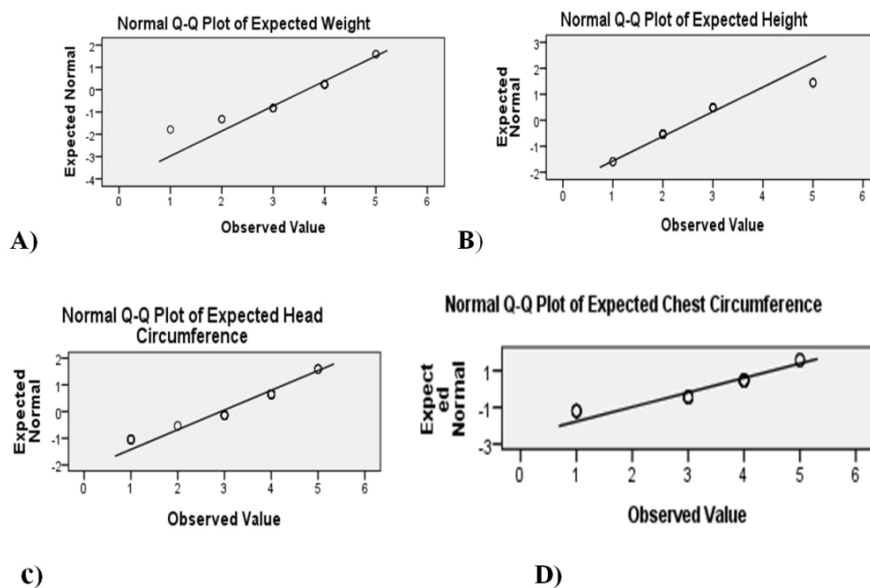 Normal Q-Q Plot of Expected Weight
Expected Normal
2
1
0
-1
-2
-3
-4
0 1 2 3 4 5 6
Observed Value
A)
Normal Q-Q Plot of Expected Height
Expected
Normal
3
2
1
0
-1
-2
0 1 2 3 4 5 6
Observed Value
B)
Normal Q-Q Plot of Expected Head
Circumference
Expected
Normal
2
1
0
-1
-2
0 1 2 3 4 5 6
Observed Value
c)
Normal Q-Q Plot of Expected Chest Circumference
Expect
ed
Normal
1
-1
-3
0 1 2 3 4 5 6
Observed Value
D)